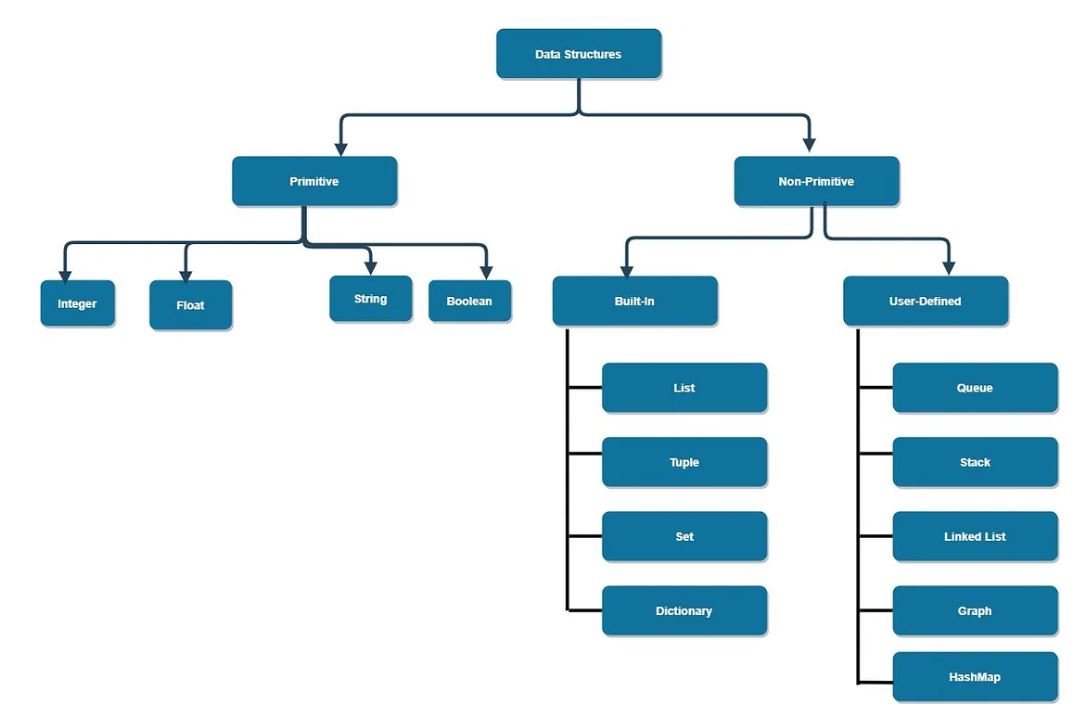 Data Structures
Primitive
Non-Primitive
Integer
Float
String
Boolean
Built-In
User-Defined
List
Tuple
Set
Dictionary
Queue
Stack
Linked List
Graph
HashMap